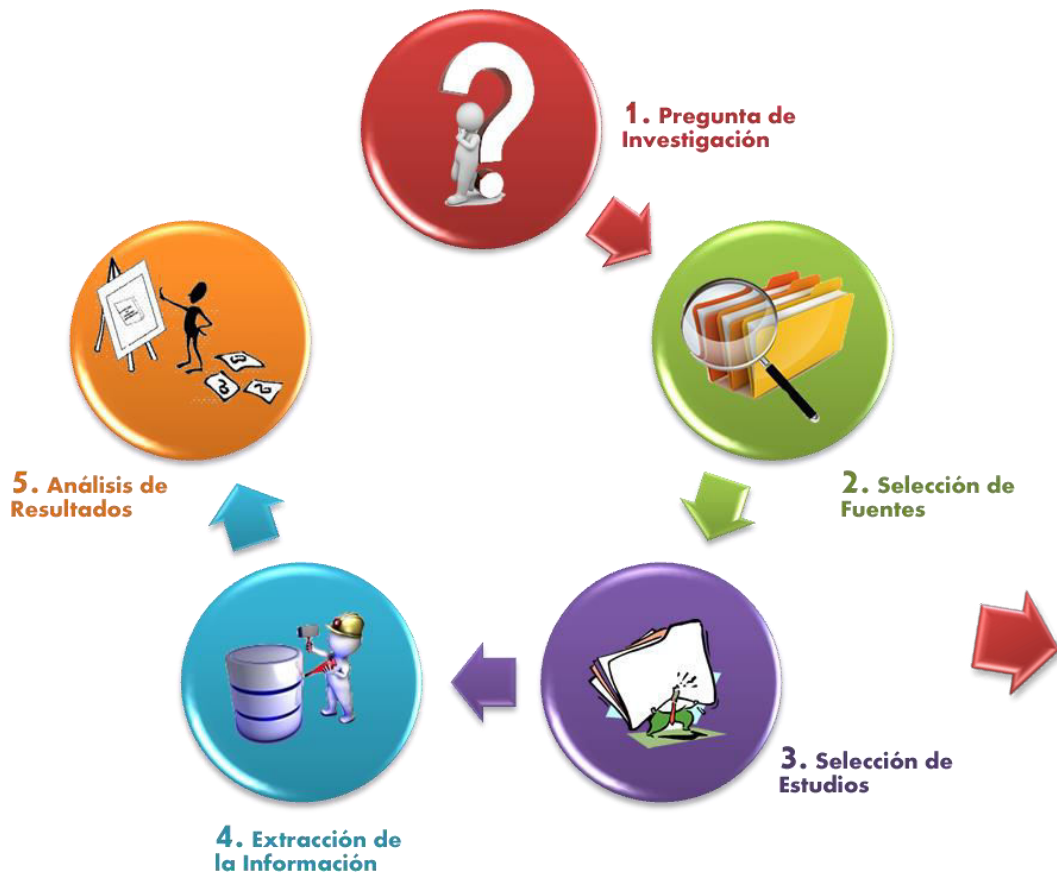 1. Pregunta de
Investigación
2. Selección de
Fuentes
3. Selección de
Estudios
4. Extracción de
la Información
5. Análisis de
Resultados